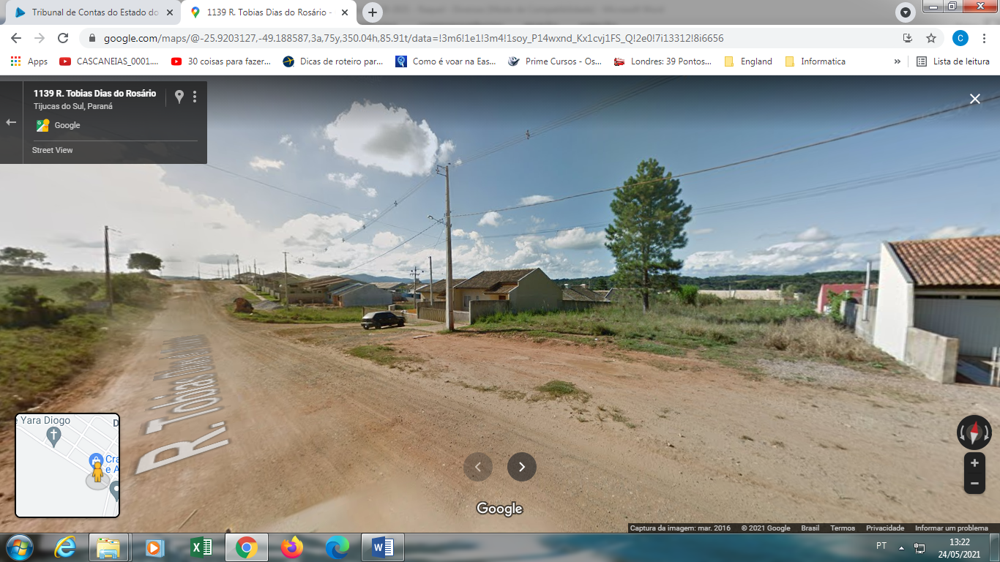 Tribunal de Contas do Estado do
1139 R. Tobias Dias do Rosário -
google.com/maps/@-25.9203127,-49.188587,3a,75y,350.04h,85.91t/data=!3m6!1e1!3m4!1soy_P14wxnd_Kx1cvj1FS_Q!2e0!7i13312!8i6656
C
Apps
CASCANEIAS_0001....
30 coisas para fazer...
Dicas de roteiro par...
Como é voar na Eas...
Prime Cursos - Os...
Londres: 39 Pontos...
England
Informatica
»
Lista de leitura
1139 R. Tobias Dias do Rosário
Tijucas do Sul, Paraná
Google
Street View
R. Tobias
Yara Diogo
D
Cra
e A
Google
Captura da imagem: mar. 2016
© 2021 Google
Brasil
Termos
Privacidade
Informar um problema
PT
13:22
24/05/2021